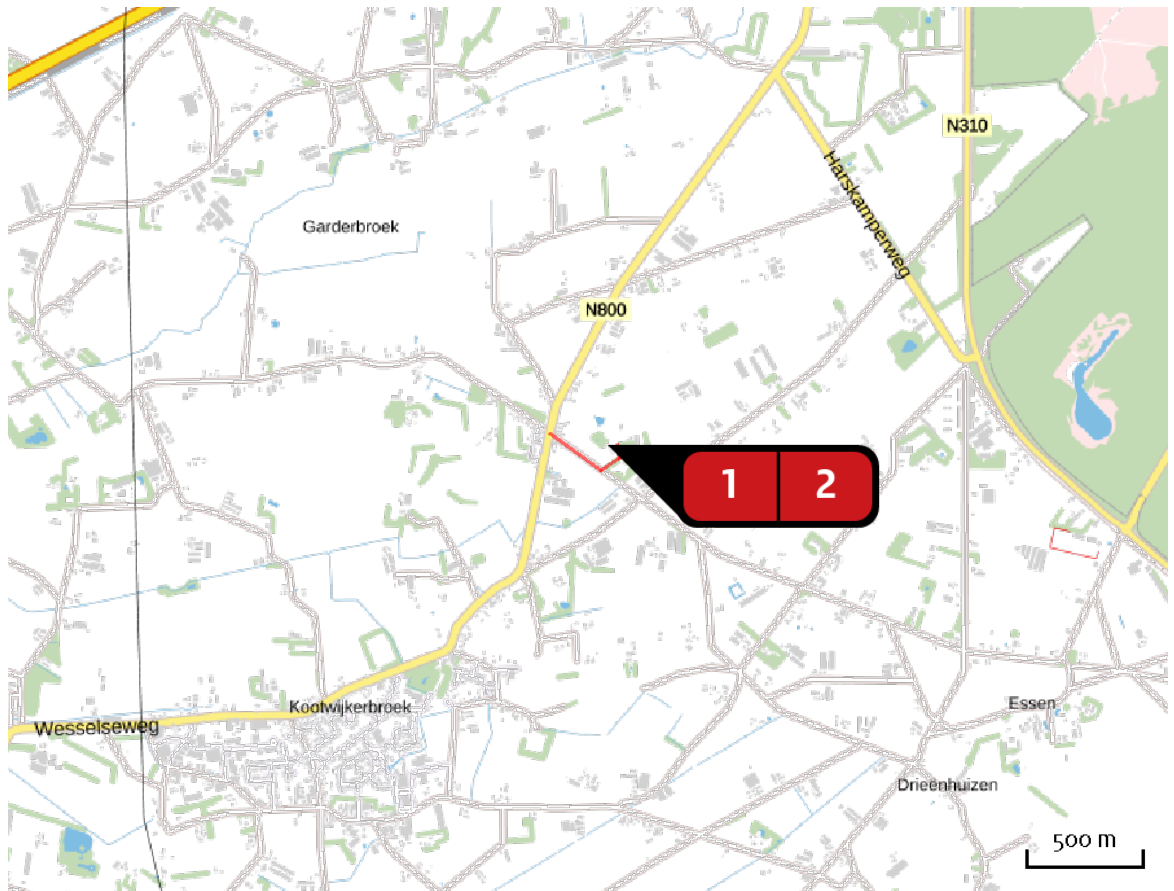 N310
Harskamperweg
Garderbroek
N800
1 2
Kootwijkerbroek
Essen
Wesselseweg
Drieënhuizen
500 m